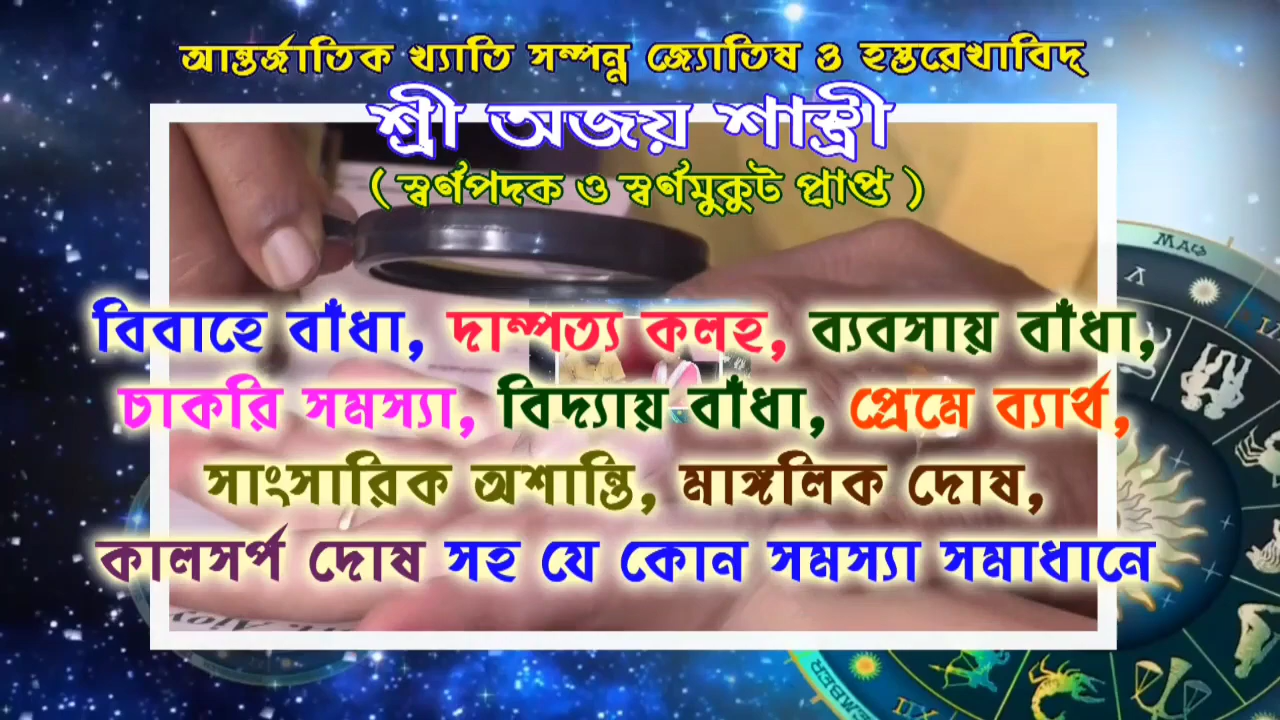 আন্তর্জাতিক খ্যাতি সম্পন্ন জ্যোতিষ ও হস্তরেখাবিদ্
শ্রী অজয় শাস্ত্রী
( স্বর্ণপদক ও স্বর্ণমুকুট প্রাপ্ত )
বিবাহে বাঁধা, দাম্পত্য কলহ, ব্যবসায় বাঁধা,
চাকরি সমস্যা, বিদ্যায় বাঁধা, প্রেমে ব্যার্থ,
সাংসারিক অশান্তি, মাঙ্গলিক দোষ,
কালসর্প দোষ সহ যে কোন সমস্যা সমাধানে